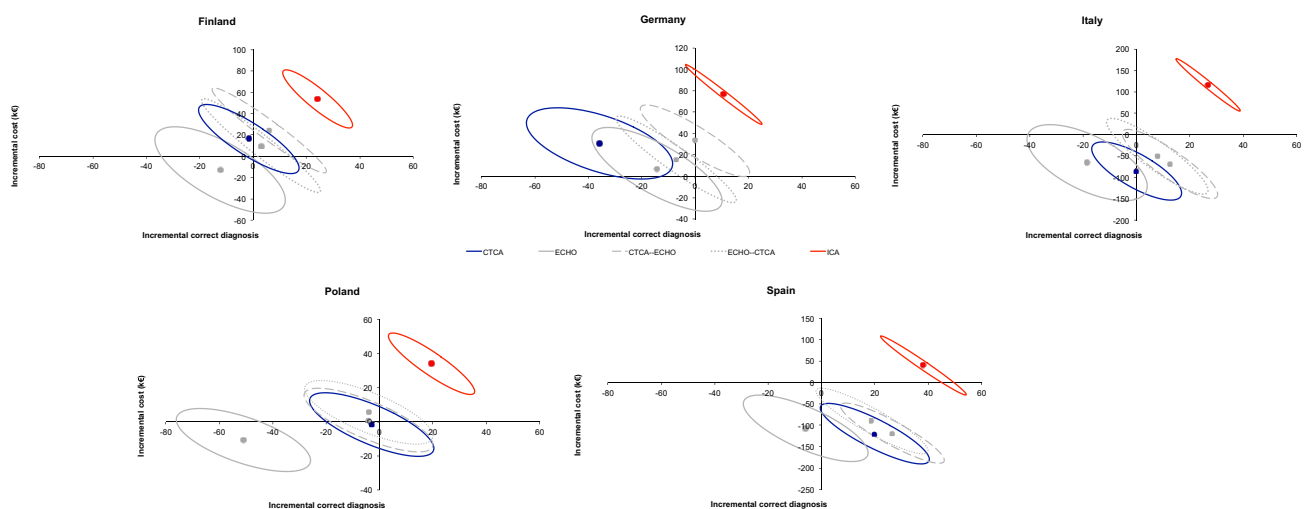 Finland
Incremental cost (k€)
100
80
60
40
20
0
-20
-40
-60
-80 -60 -40 -20 0 20 40 60
Incremental correct diagnosis
Germany
Incremental cost (k€)
120
100
80
60
40
20
0
-20
-40
-80 -60 -40 -20 0 20 40 60
Incremental correct diagnosis
Italy
Incremental cost (k€)
200
150
100
50
0
-50
-100
-150
-200
-80 -60 -40 -20 0 20 40 60
Incremental correct diagnosis
CTCA ECHO CTCA–ECHO ECHO–CTCA ICA
Poland
Incremental cost (k€)
60
40
20
0
-20
-40
-80 -60 -40 -20 0 20 40 60
Incremental correct diagnosis
Spain
Incremental cost (k€)
150
100
50
0
-50
-100
-150
-200
-250
-80 -60 -40 -20 0 20 40 60
Incremental correct diagnosis